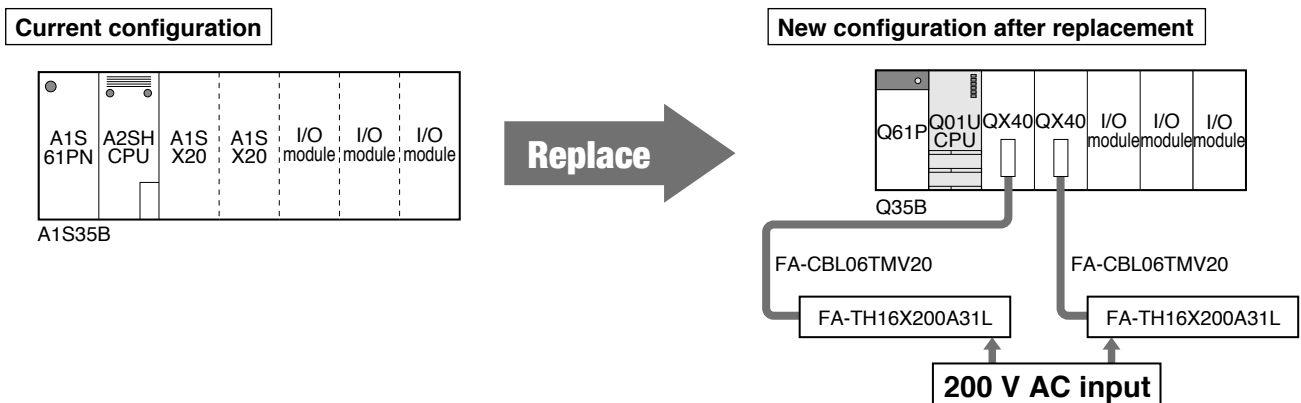 Current configuration
A1S
61PN
A2SH
CPU
A1S
X20
A1S
X20
I/O
module
I/O
module
I/O
module
A1S35B
Replace
New configuration after replacement
Q61P
Q01U
CPU
QX40
QX40
I/O
module
I/O
module
I/O
module
Q35B
FA-CBL06TMV20
FA-CBL06TMV20
FA-TH16X200A31L
FA-TH16X200A31L
200 V AC input